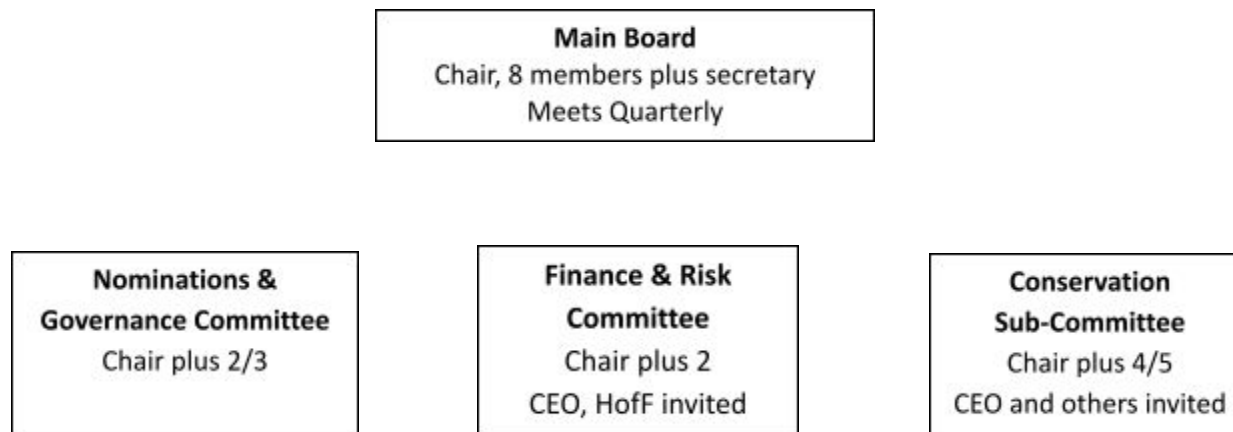 Main Board
Chair, 8 members plus secretary
Meets Quarterly
Nominations &
Governance Committee
Chair plus 2/3
Finance & Risk
Committee
Chair plus 2
CEO, HofF invited
Conservation
Sub-Committee
Chair plus 4/5
CEO and others invited